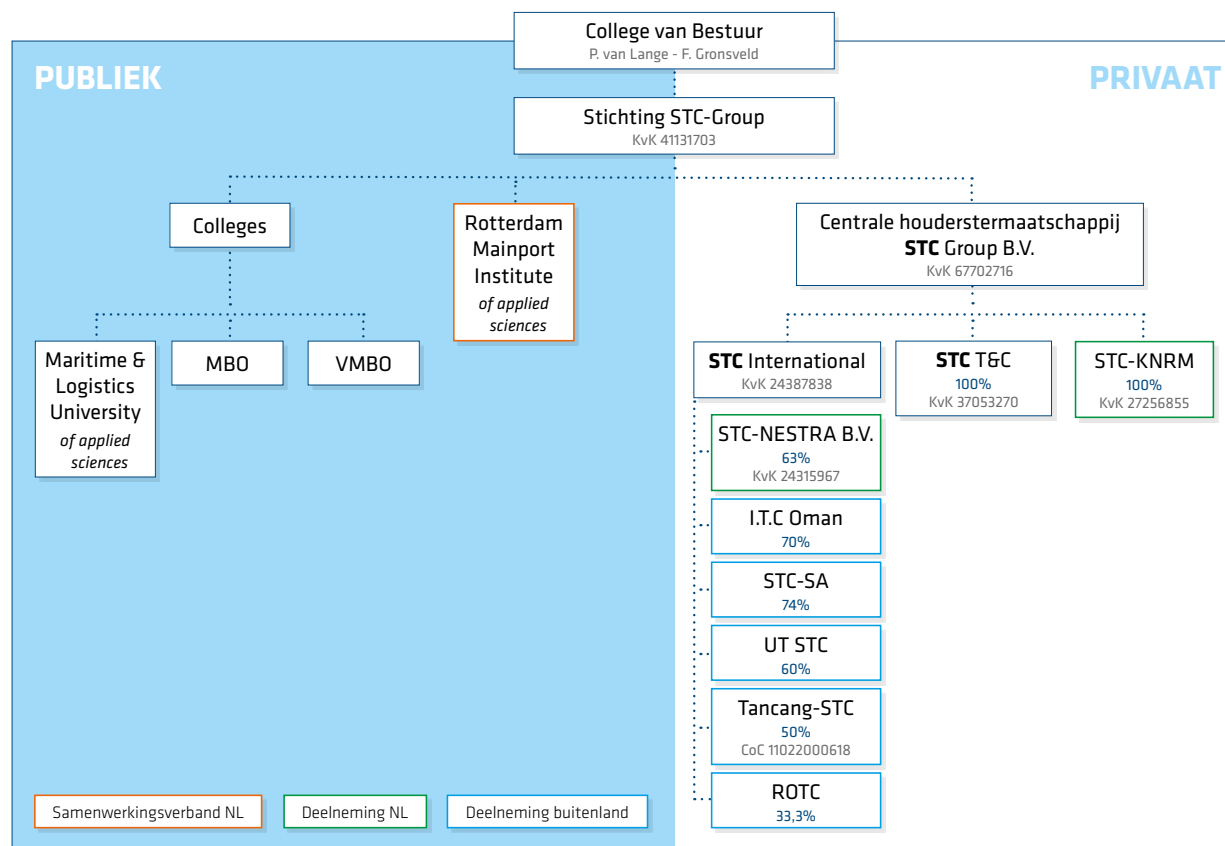 College van Bestuur
P. van Lange - F. Gronsveld
PUBLIEK
PRIVAAT
Stichting STC-Group
KvK 41131703
Colleges
Rotterdam
Mainport
Institute
of applied
sciences
Centrale houderstermaatschappij
STC Group B.V.
KvK 67702716
Maritime &
Logistics
University
of applied
sciences
MBO
VMBO
STC International
KvK 24387838
STC T&C
100%
KvK 37053270
STC-KNRM
100%
KvK 27256855
STC-NESTRA B.V.
63%
KvK 24315967
I.T.C Oman
70%
STC-SA
74%
UT STC
60%
Tancang-STC
50%
CoC 11022000618
ROTC
33,3%
Samenwerkingsverband NL
Deelneming NL
Deelneming buitenland